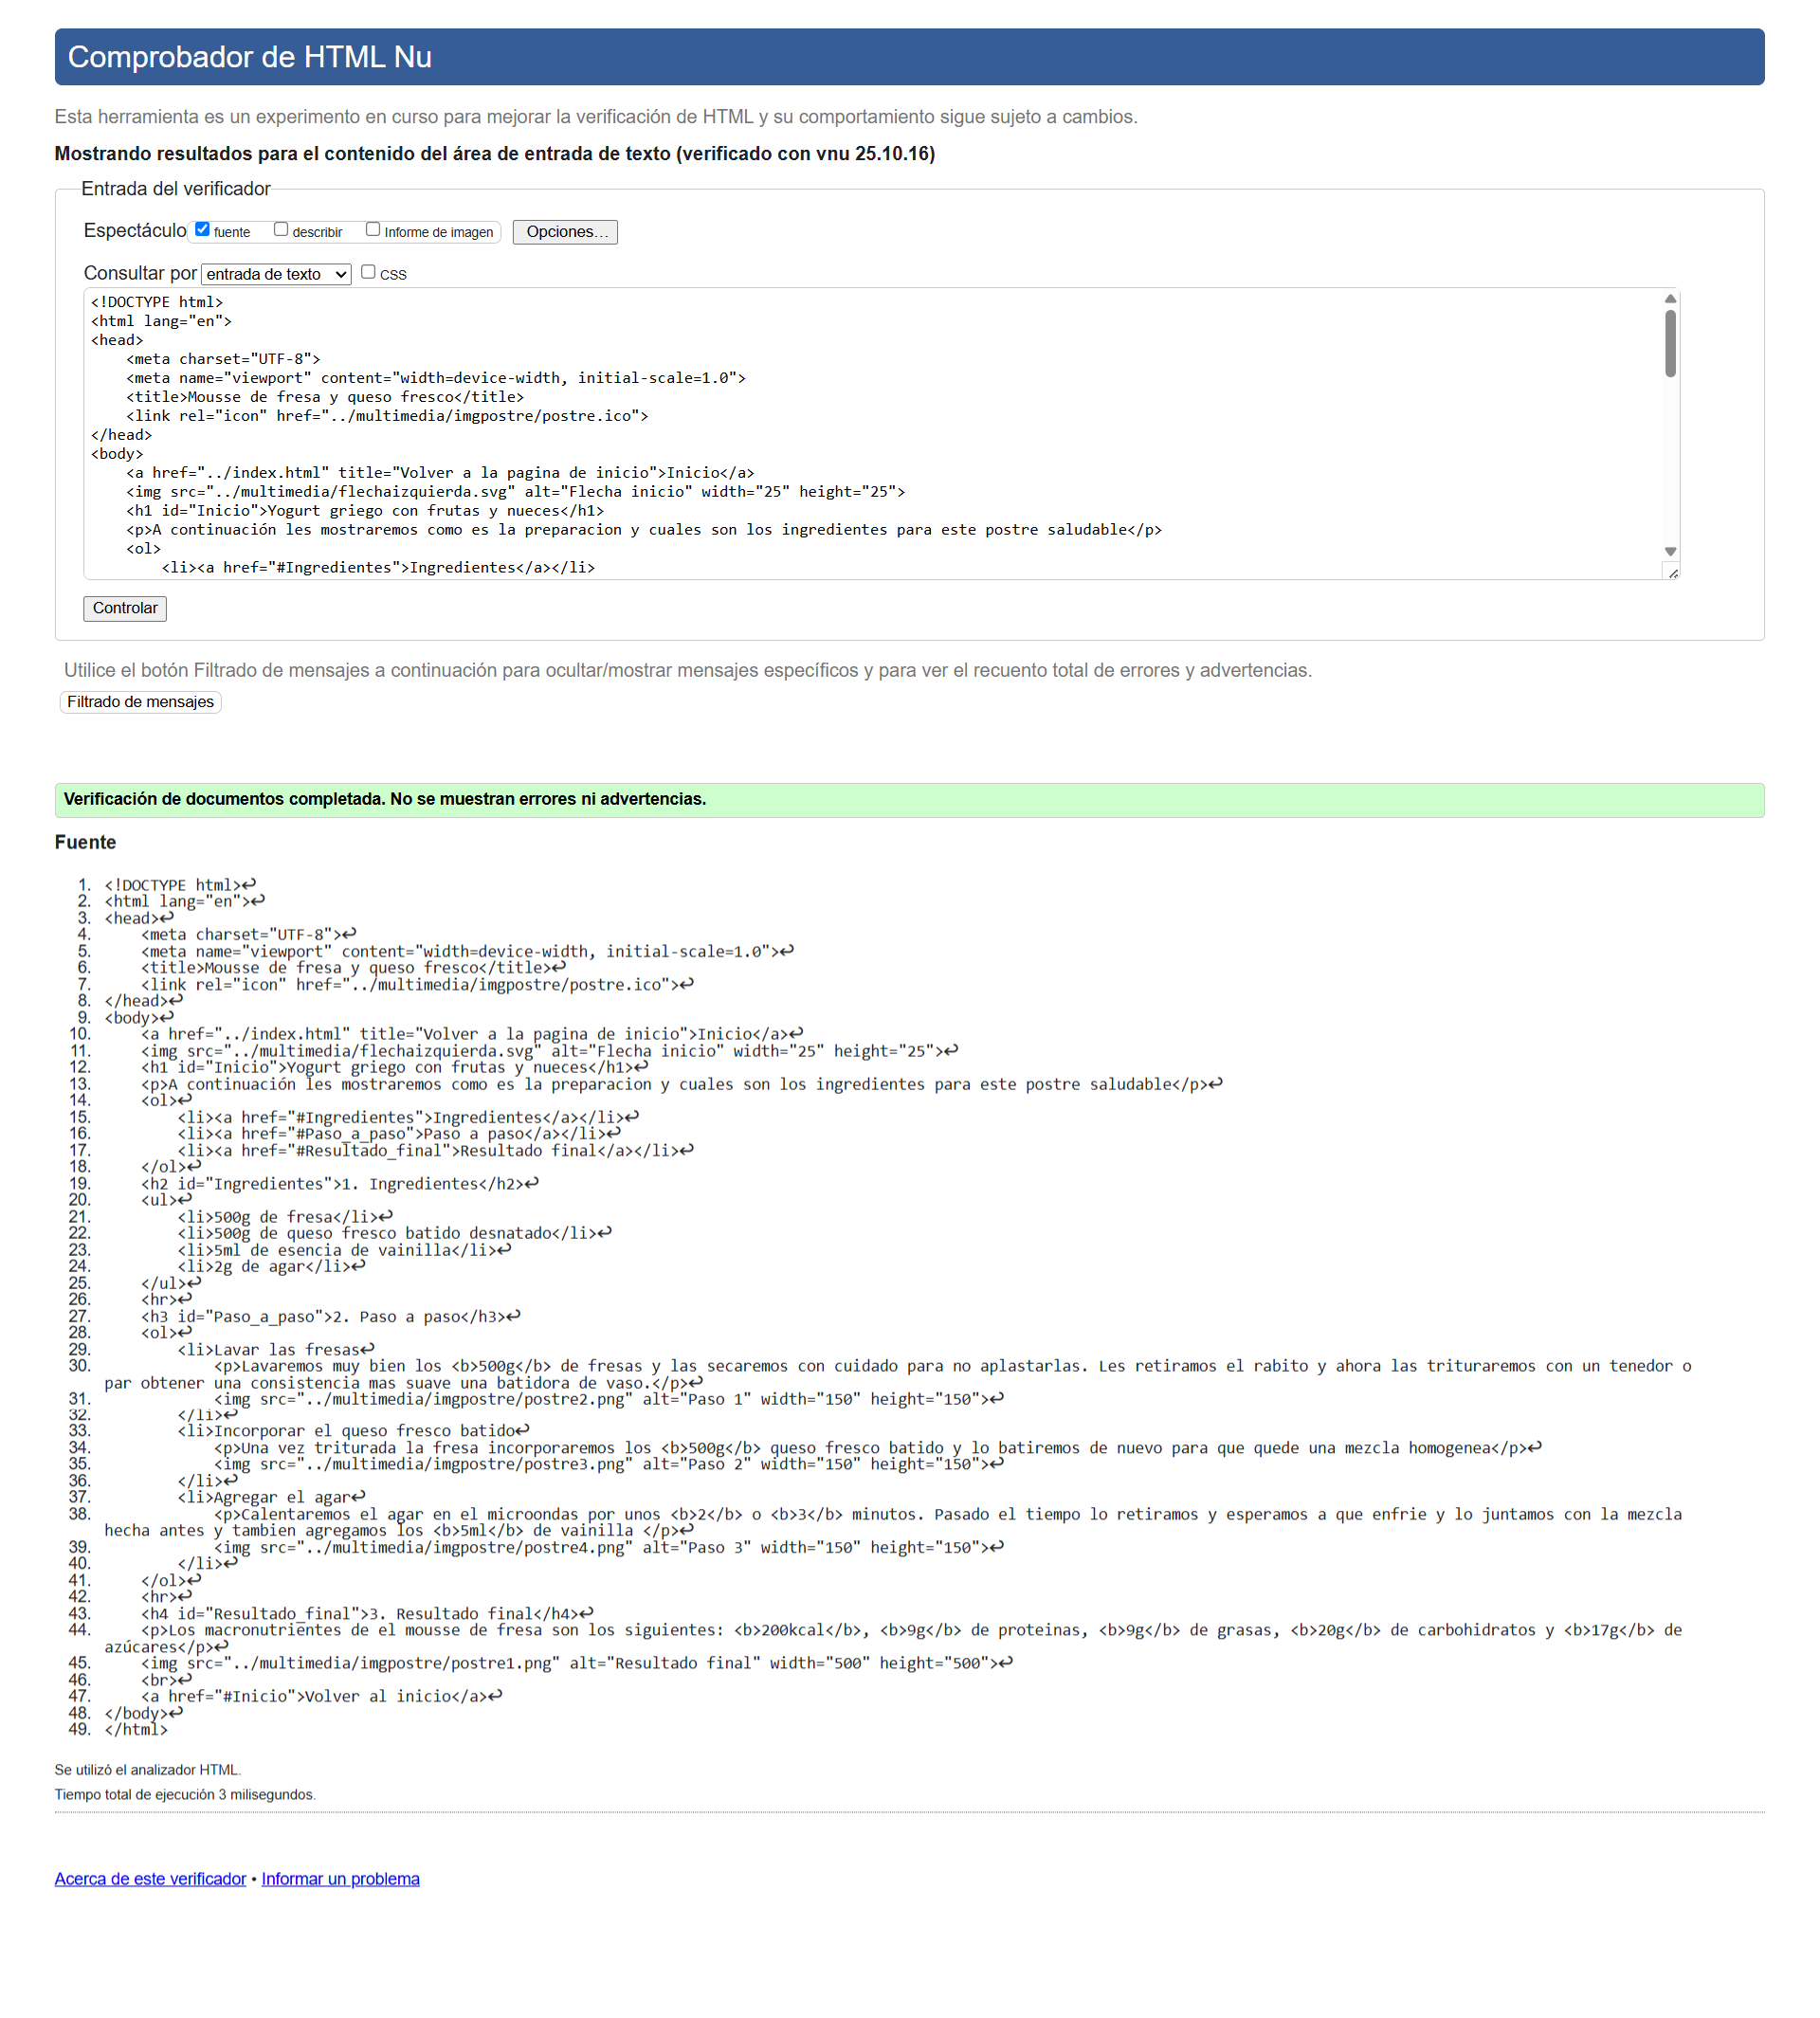 Comprobador de HTML Nu
Esta herramienta es un experimento en curso para mejorar la verificación de HTML y su comportamiento sigue sujeto a cambios.
Mostrando resultados para el contenido del área de entrada de texto (verificado con vnu 25.10.16)
Entrada del verificador
Espectáculo fuente describir Informe de imagen Opciones…
Consultar por entrada de texto CSS
<!DOCTYPE html>
<html lang="en">
<head>
    <meta charset="UTF-8">
    <meta name="viewport" content="width=device-width, initial-scale=1.0">
    <title>Mousse de fresa y queso fresco</title>
    <link rel="icon" href="../multimedia/imgpostre/postre.ico">
</head>
<body>
    <a href="../index.html" title="Volver a la pagina de inicio">Inicio</a>
    <img src="../multimedia/flechaizquierda.svg" alt="Flecha inicio" width="25" height="25">
    <h1 id="Inicio">Yogurt griego con frutas y nueces</h1>
    <p>A continuación les mostraremos como es la preparacion y cuales son los ingredientes para este postre saludable</p>
    <ol>
        <li><a href="#Ingredientes">Ingredientes</a></li>
Controlar
Utilice el botón Filtrado de mensajes a continuación para ocultar/mostrar mensajes específicos y para ver el recuento total de errores y advertencias.
Filtrado de mensajes
Verificación de documentos completada. No se muestran errores ni advertencias.
Fuente
1. <!DOCTYPE html>↩
2. <html lang="en">↩
3. <head>↩
4.     <meta charset="UTF-8">↩
5.     <meta name="viewport" content="width=device-width, initial-scale=1.0">↩
6.     <title>Mousse de fresa y queso fresco</title>↩
7.     <link rel="icon" href="../multimedia/imgpostre/postre.ico">↩
8. </head>↩
9. <body>↩
10.     <a href="../index.html" title="Volver a la pagina de inicio">Inicio</a>↩
11.     <img src="../multimedia/flechaizquierda.svg" alt="Flecha inicio" width="25" height="25">↩
12.     <h1 id="Inicio">Yogurt griego con frutas y nueces</h1>↩
13.     <p>A continuación les mostraremos como es la preparacion y cuales son los ingredientes para este postre saludable</p>↩
14.     <ol>↩
15.         <li><a href="#Ingredientes">Ingredientes</a></li>↩
16.         <li><a href="#Paso_a_paso">Paso a paso</a></li>↩
17.         <li><a href="#Resultado_final">Resultado final</a></li>↩
18.     </ol>↩
19.     <h2 id="Ingredientes">1. Ingredientes</h2>↩
20.     <ul>↩
21.         <li>500g de fresa</li>↩
22.         <li>500g de queso fresco batido desnatado</li>↩
23.         <li>5ml de esencia de vainilla</li>↩
24.         <li>2g de agar</li>↩
25.     </ul>↩
26.     <hr>↩
27.     <h3 id="Paso_a_paso">2. Paso a paso</h3>↩
28.     <ol>↩
29.         <li>Lavar las fresas↩
30.             <p>Lavaremos muy bien los <b>500g</b> de fresas y las secaremos con cuidado para no aplastarlas. Les retiramos el rabito y ahora las trituraremos con un tenedor o
par obtener una consistencia mas suave una batidora de vaso.</p>↩
31.             <img src="../multimedia/imgpostre/postre2.png" alt="Paso 1" width="150" height="150">↩
32.         </li>↩
33.         <li>Incorporar el queso fresco batido↩
34.             <p>Una vez triturada la fresa incorporaremos los <b>500g</b> queso fresco batido y lo batiremos de nuevo para que quede una mezcla homogenea</p>↩
35.             <img src="../multimedia/imgpostre/postre3.png" alt="Paso 2" width="150" height="150">↩
36.         </li>↩
37.         <li>Agregar el agar↩
38.             <p>Calentaremos el agar en el microondas por unos <b>2</b> o <b>3</b> minutos. Pasado el tiempo lo retiramos y esperamos a que enfrie y lo juntamos con la mezcla
hecha antes y tambien agregamos los <b>5ml</b> de vainilla </p>↩
39.             <img src="../multimedia/imgpostre/postre4.png" alt="Paso 3" width="150" height="150">↩
40.         </li>↩
41.     </ol>↩
42.     <hr>↩
43.     <h4 id="Resultado_final">3. Resultado final</h4>↩
44.     <p>Los macronutrientes de el mousse de fresa son los siguientes: <b>200kcal</b>, <b>9g</b> de proteinas, <b>9g</b> de grasas, <b>20g</b> de carbohidratos y <b>17g</b> de
azúcares</p>↩
45.     <img src="../multimedia/imgpostre/postre1.png" alt="Resultado final" width="500" height="500">↩
46.     <br>↩
47.     <a href="#Inicio">Volver al inicio</a>↩
48. </body>↩
49. </html>
Se utilizó el analizador HTML.
Tiempo total de ejecución 3 milisegundos.
Acerca de este verificador • Informar un problema